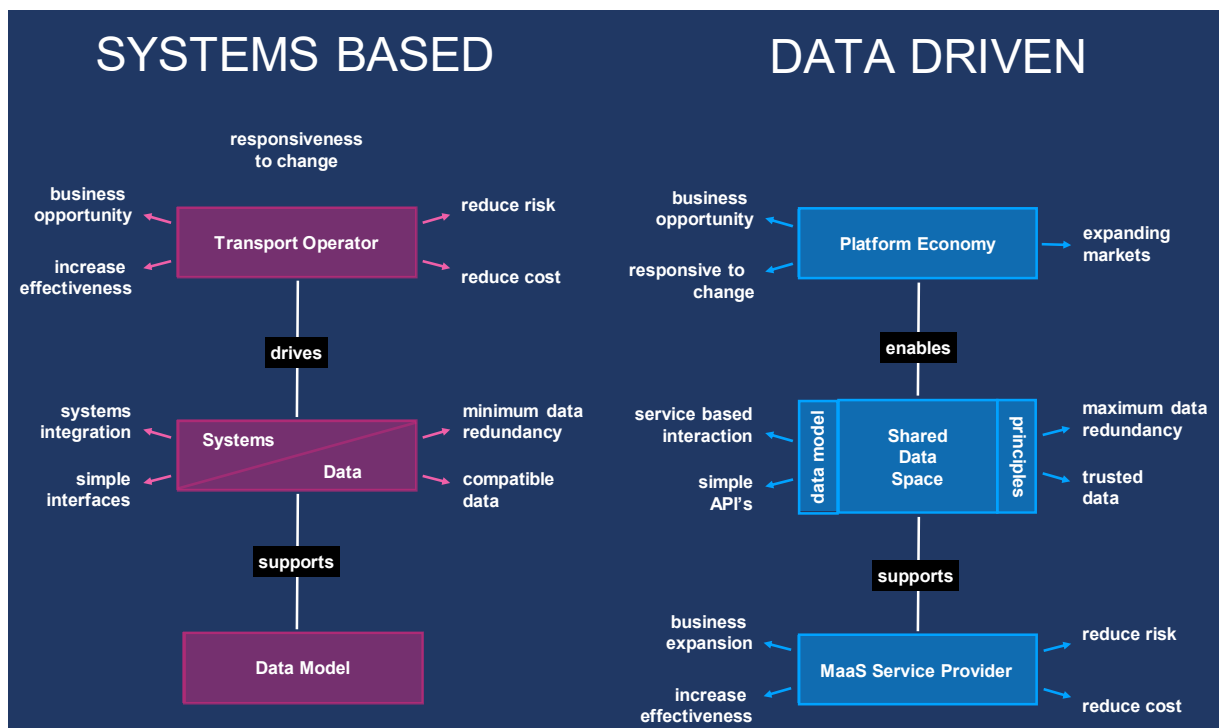 SYSTEMS BASED
responsiveness
to change
business
opportunity
reduce risk
Transport Operator
increase
effectiveness
reduce cost
drives
systems
integration
minimum data
redundancy
Systems
Data
simple
interfaces
compatible
data
supports
Data Model
DATA DRIVEN
business
opportunity
Platform Economy
expanding
markets
responsive to
change
enables
service based
interaction
data model
Shared
Data
Space
principles
maximum data
redundancy
simple
API's
trusted
data
supports
business
expansion
reduce risk
MaaS Service Provider
increase
effectiveness
reduce cost